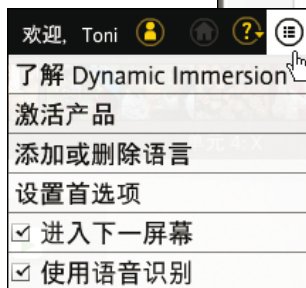 欢迎, Toni
了解 Dynamic Immersion
激活产品
添加或删除语言
设置首选项
进入下一屏幕
使用语音识别